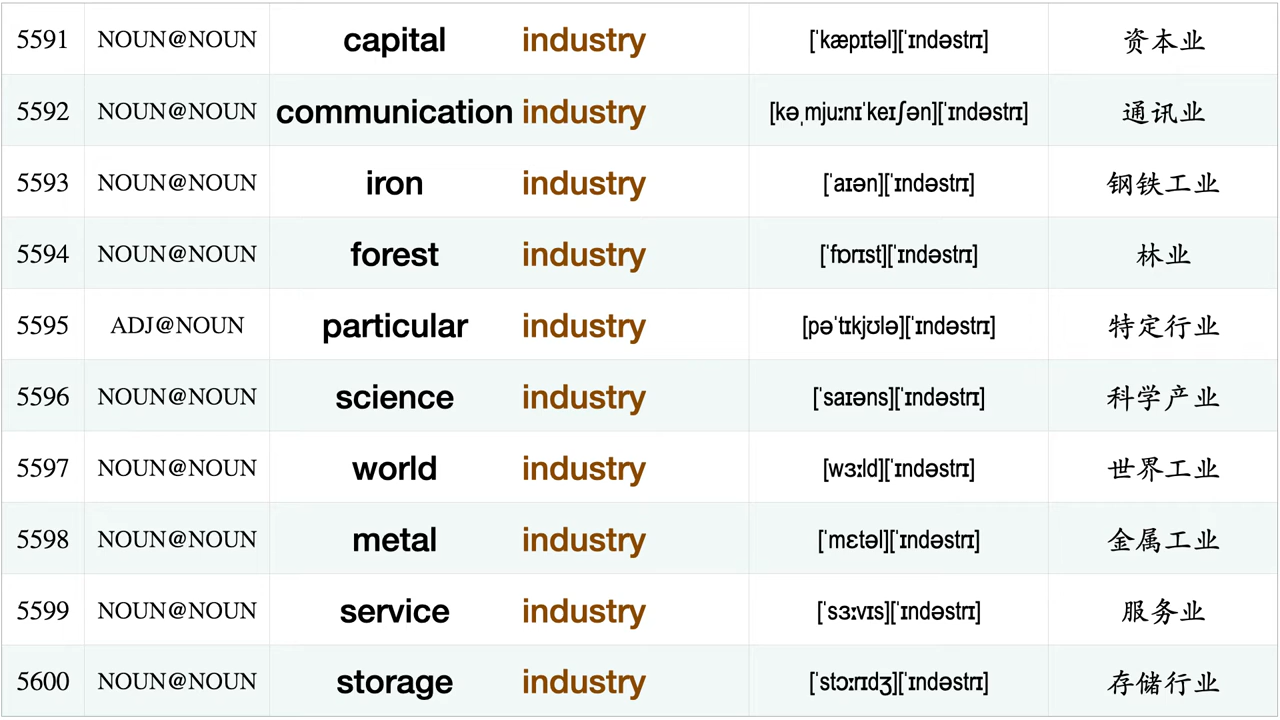 5591 NOUN@NOUN capital industry [ˈkæpɪtəl][ˈɪndəstrɪ] 资本业
5592 NOUN@NOUN communication industry [kəˌmjuːnɪˈkeɪʃən][ˈɪndəstrɪ] 通讯业
5593 NOUN@NOUN iron industry [ˈaɪən][ˈɪndəstrɪ] 钢铁工业
5594 NOUN@NOUN forest industry [ˈfɒrɪst][ˈɪndəstrɪ] 林业
5595 ADJ@NOUN particular industry [pəˈtɪkjʊlə][ˈɪndəstrɪ] 特定行业
5596 NOUN@NOUN science industry [ˈsaɪəns][ˈɪndəstrɪ] 科学产业
5597 NOUN@NOUN world industry [wɜːld][ˈɪndəstrɪ] 世界工业
5598 NOUN@NOUN metal industry [ˈmɛtəl][ˈɪndəstrɪ] 金属工业
5599 NOUN@NOUN service industry [ˈsɜːvɪs][ˈɪndəstrɪ] 服务业
5600 NOUN@NOUN storage industry [ˈstɔːrɪdʒ][ˈɪndəstrɪ] 存储行业